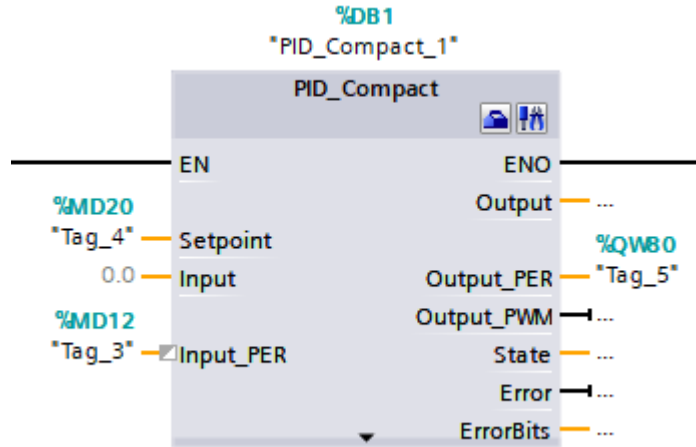 %DB1
"PID_Compact_1"
PID_Compact
EN ENO
Output ...
%MD20
"Tag_4" Setpoint
%QW80
0.0 Input Output_PER "Tag_5"
%MD12
Output_PWM ...
"Tag_3" Input_PER State ...
Error ...
ErrorBits ...